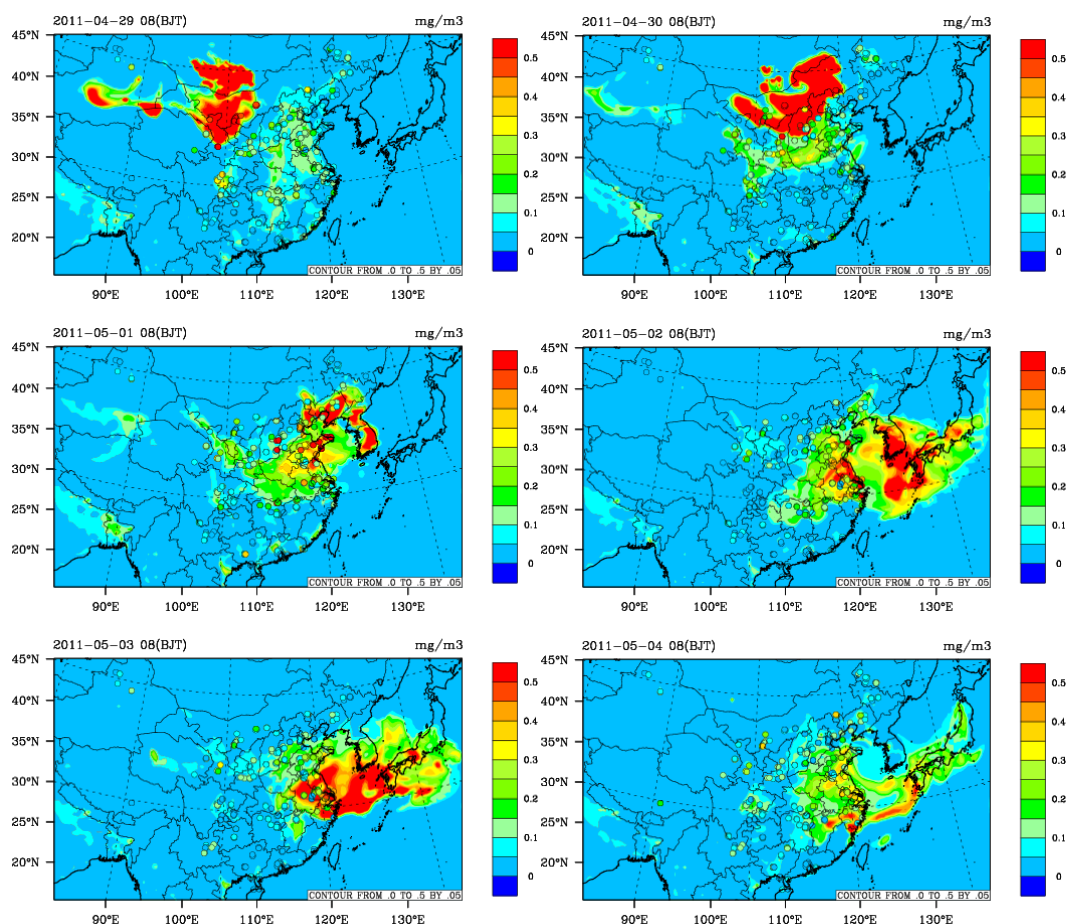 2011-04-29 08(BJT) mg/m3
45°N
40°N
35°N
30°N
25°N
20°N
CONTOUR FROM .0 TO .5 BY .05
90°E 100°E 110°E 120°E 130°E
0.5
0.4
0.3
0.2
0.1
0
2011-04-30 08(BJT) mg/m3
45°N
40°N
35°N
30°N
25°N
20°N
CONTOUR FROM .0 TO .5 BY .05
90°E 100°E 110°E 120°E 130°E
0.5
0.4
0.3
0.2
0.1
0
2011-05-01 08(BJT) mg/m3
45°N
40°N
35°N
30°N
25°N
20°N
CONTOUR FROM .0 TO .5 BY .05
90°E 100°E 110°E 120°E 130°E
0.5
0.4
0.3
0.2
0.1
0
2011-05-02 08(BJT) mg/m3
45°N
40°N
35°N
30°N
25°N
20°N
CONTOUR FROM .0 TO .5 BY .05
90°E 100°E 110°E 120°E 130°E
0.5
0.4
0.3
0.2
0.1
0
2011-05-03 08(BJT) mg/m3
45°N
40°N
35°N
30°N
25°N
20°N
CONTOUR FROM .0 TO .5 BY .05
90°E 100°E 110°E 120°E 130°E
0.5
0.4
0.3
0.2
0.1
0
2011-05-04 08(BJT) mg/m3
45°N
40°N
35°N
30°N
25°N
20°N
CONTOUR FROM .0 TO .5 BY .05
90°E 100°E 110°E 120°E 130°E
0.5
0.4
0.3
0.2
0.1
0